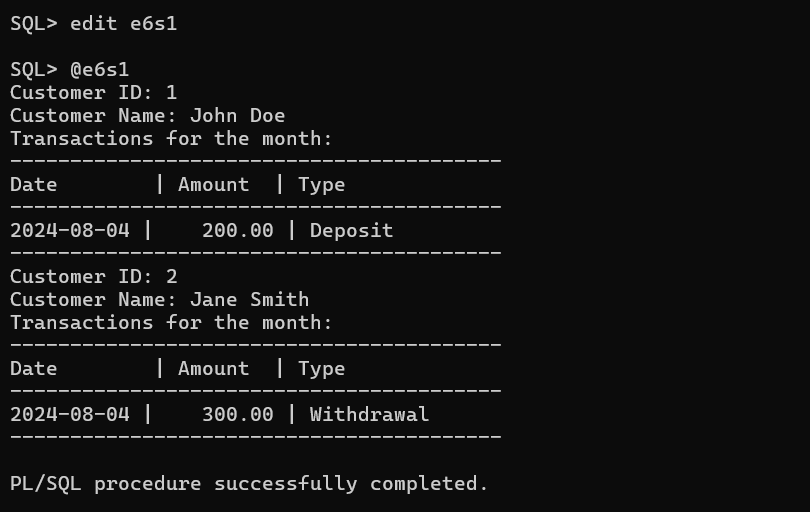 SQL> edit e6s1
SQL> @e6s1
Customer ID: 1
Customer Name: John Doe
Transactions for the month:
-----------------------------------------
Date        | Amount  | Type
-----------------------------------------
2024-08-04 |    200.00 | Deposit
-----------------------------------------
Customer ID: 2
Customer Name: Jane Smith
Transactions for the month:
-----------------------------------------
Date        | Amount  | Type
-----------------------------------------
2024-08-04 |    300.00 | Withdrawal
-----------------------------------------
PL/SQL procedure successfully completed.